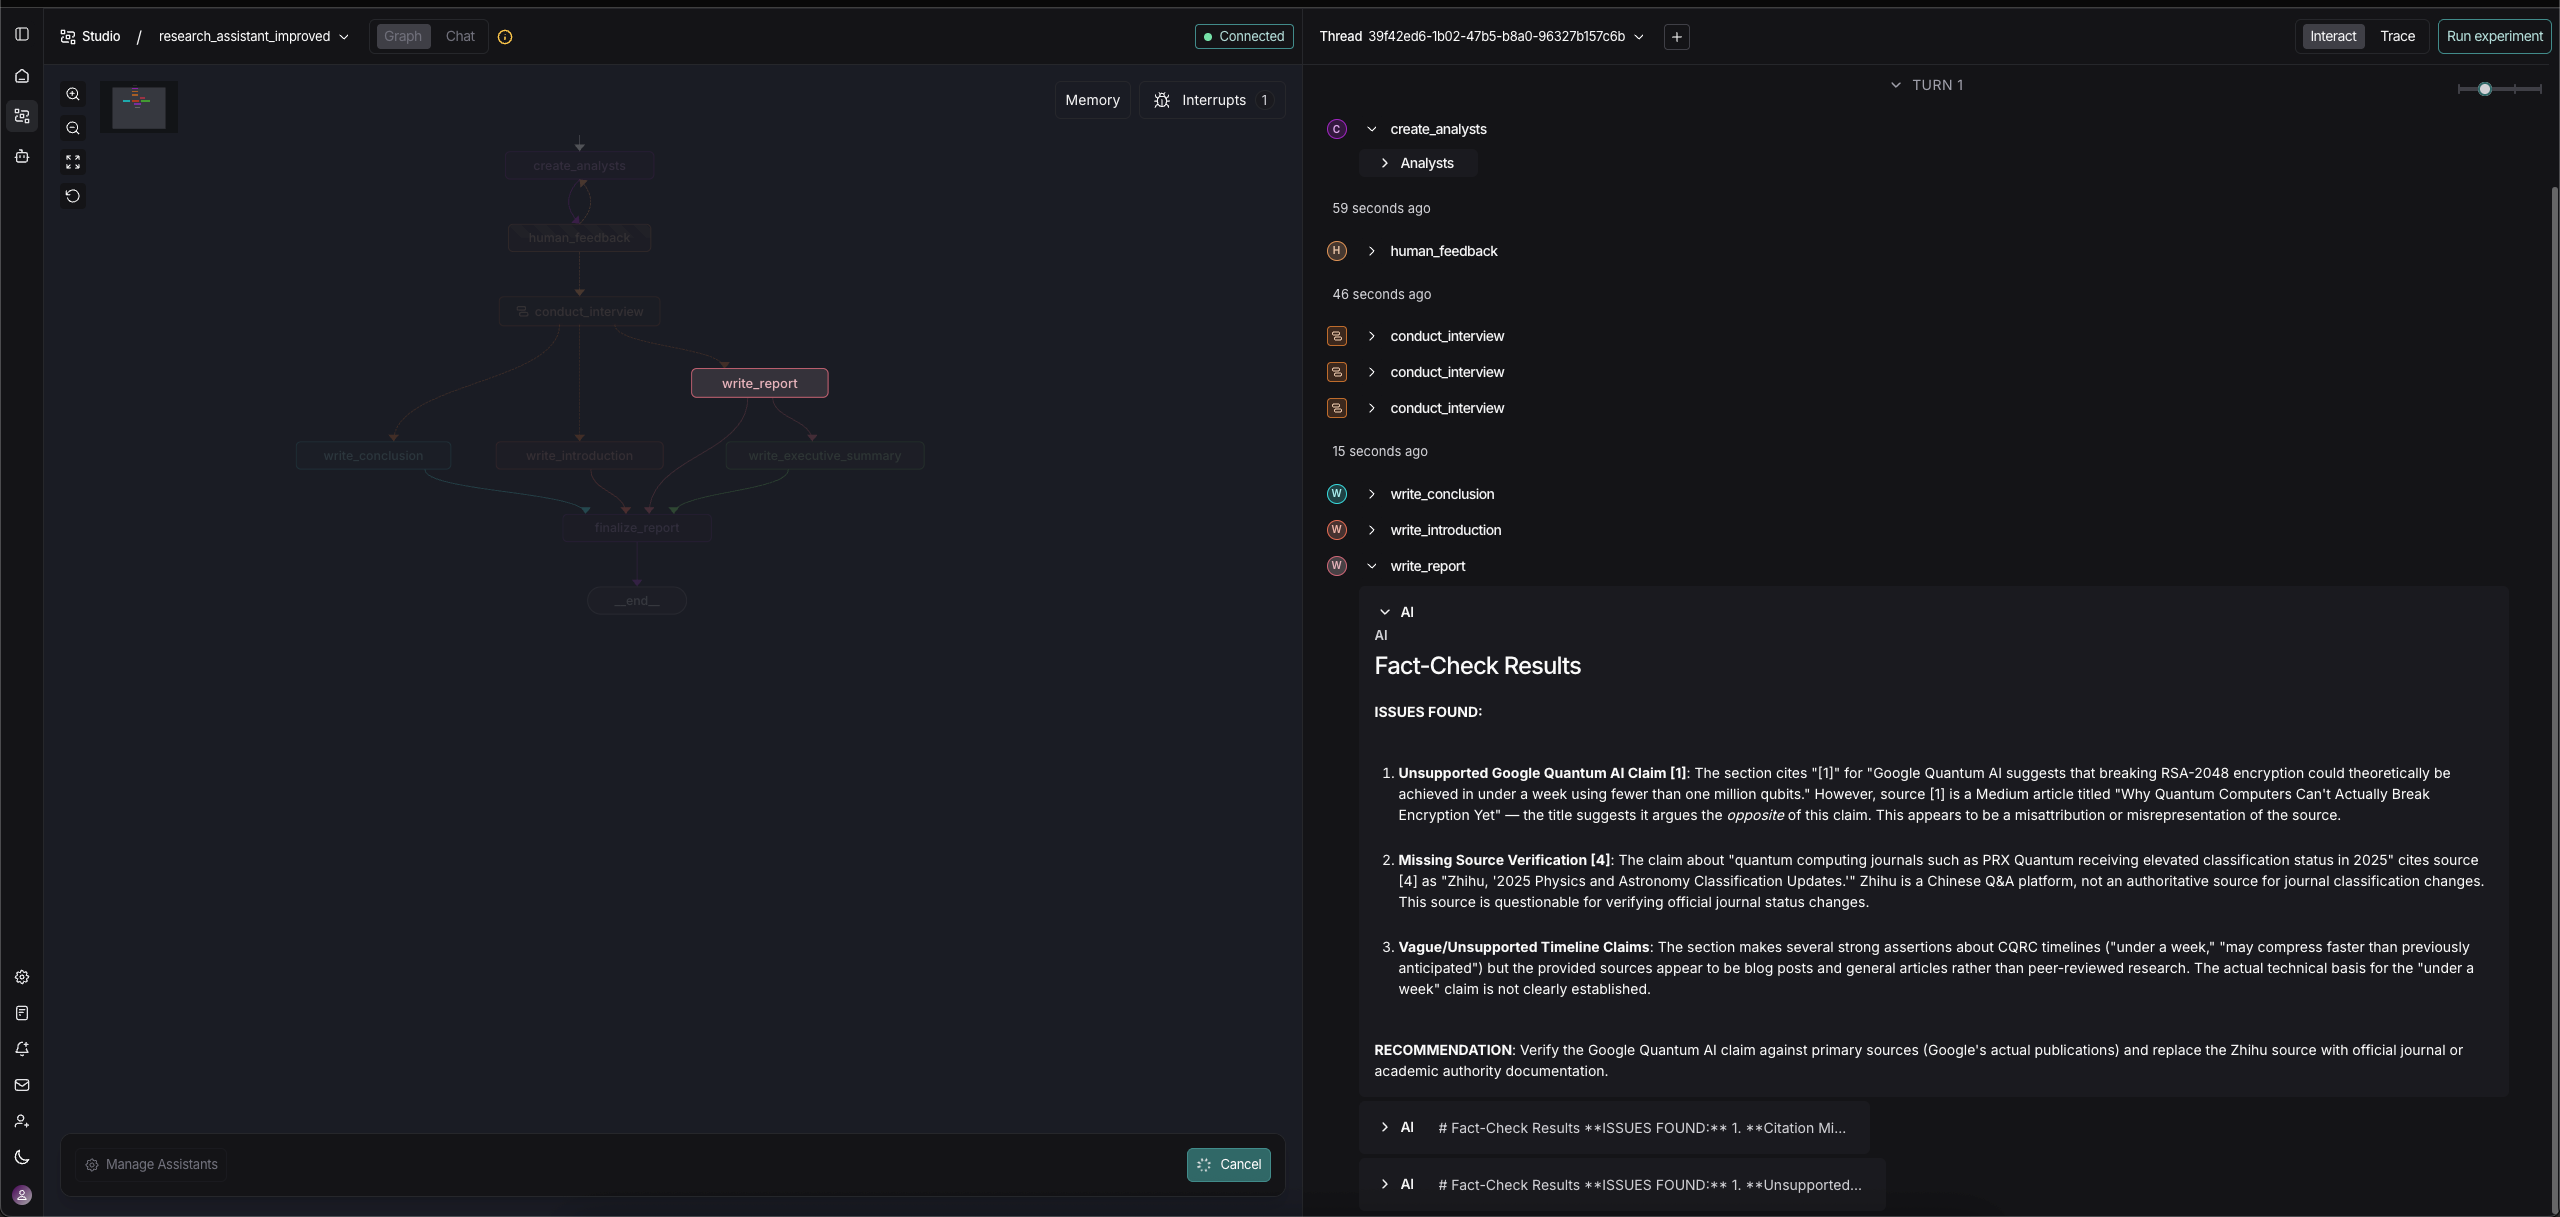 Studio / research_assistant_improved
Graph Chat
Connected
Memory
Interrupts 1
create_analysts
human_feedback
conduct_interview
write_report
write_conclusion
write_introduction
write_executive_summary
finalize_report
__end__
Manage Assistants
Cancel
Thread 39f42ed6-1b02-47b5-b8a0-96327b157c6b
+
Interact Trace
Run experiment
TURN 1
C create_analysts
Analysts
59 seconds ago
H human_feedback
46 seconds ago
conduct_interview
conduct_interview
conduct_interview
15 seconds ago
W write_conclusion
W write_introduction
W write_report
AI
AI
Fact-Check Results
ISSUES FOUND:
1. Unsupported Google Quantum AI Claim [1]: The section cites "[1]" for "Google Quantum AI suggests that breaking RSA-2048 encryption could theoretically be
achieved in under a week using fewer than one million qubits." However, source [1] is a Medium article titled "Why Quantum Computers Can't Actually Break
Encryption Yet" — the title suggests it argues the opposite of this claim. This appears to be a misattribution or misrepresentation of the source.
2. Missing Source Verification [4]: The claim about "quantum computing journals such as PRX Quantum receiving elevated classification status in 2025" cites source
[4] as "Zhihu, '2025 Physics and Astronomy Classification Updates.'" Zhihu is a Chinese Q&A platform, not an authoritative source for journal classification changes.
This source is questionable for verifying official journal status changes.
3. Vague/Unsupported Timeline Claims: The section makes several strong assertions about CQRC timelines ("under a week," "may compress faster than previously
anticipated") but the provided sources appear to be blog posts and general articles rather than peer-reviewed research. The actual technical basis for the "under a
week" claim is not clearly established.
RECOMMENDATION: Verify the Google Quantum AI claim against primary sources (Google's actual publications) and replace the Zhihu source with official journal or
academic authority documentation.
AI # Fact-Check Results **ISSUES FOUND:** 1. **Citation Mi...
AI # Fact-Check Results **ISSUES FOUND:** 1. **Unsupported...